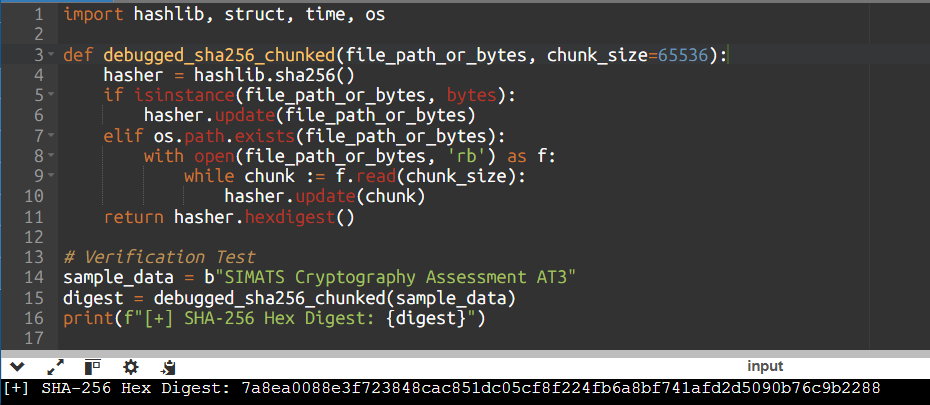 1 import hashlib, struct, time, os
2
3 def debugged_sha256_chunked(file_path_or_bytes, chunk_size=65536):
4     hasher = hashlib.sha256()
5     if isinstance(file_path_or_bytes, bytes):
6         hasher.update(file_path_or_bytes)
7     elif os.path.exists(file_path_or_bytes):
8         with open(file_path_or_bytes, 'rb') as f:
9             while chunk := f.read(chunk_size):
10                 hasher.update(chunk)
11     return hasher.hexdigest()
12
13 # Verification Test
14 sample_data = b"SIMATS Cryptography Assessment AT3"
15 digest = debugged_sha256_chunked(sample_data)
16 print(f"[+] SHA-256 Hex Digest: {digest}")
17
input
[+] SHA-256 Hex Digest: 7a8ea0088e3f723848cac851dc05cf8f224fb6a8bf741afd2d5090b76c9b2288